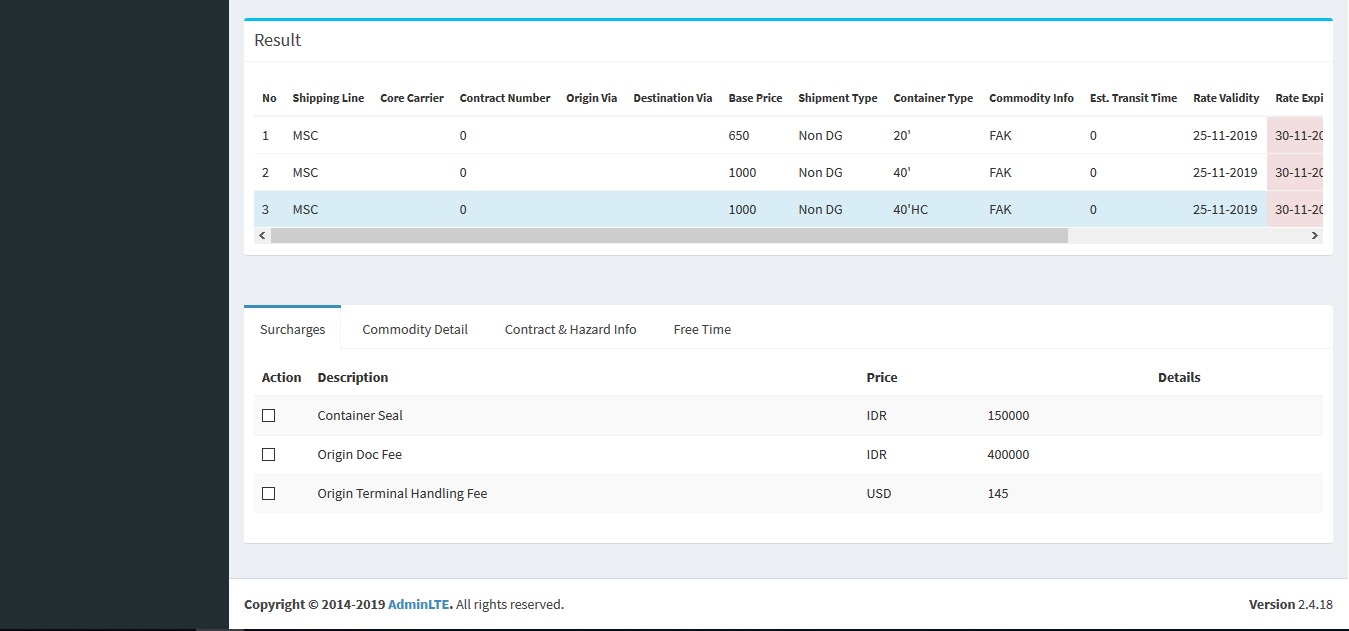 Result
No Shipping Line Core Carrier Contract Number Origin Via Destination Via Base Price Shipment Type Container Type Commodity Info Est. Transit Time Rate Validity Rate Expi
1 MSC 0 650 Non DG 20' FAK 0 25-11-2019 30-11-20
2 MSC 0 1000 Non DG 40' FAK 0 25-11-2019 30-11-20
3 MSC 0 1000 Non DG 40'HC FAK 0 25-11-2019 30-11-20
Surcharges Commodity Detail Contract & Hazard Info Free Time
Action Description Price Details
Container Seal IDR 150000
Origin Doc Fee IDR 400000
Origin Terminal Handling Fee USD 145
Copyright © 2014-2019 AdminLTE. All rights reserved. Version 2.4.18